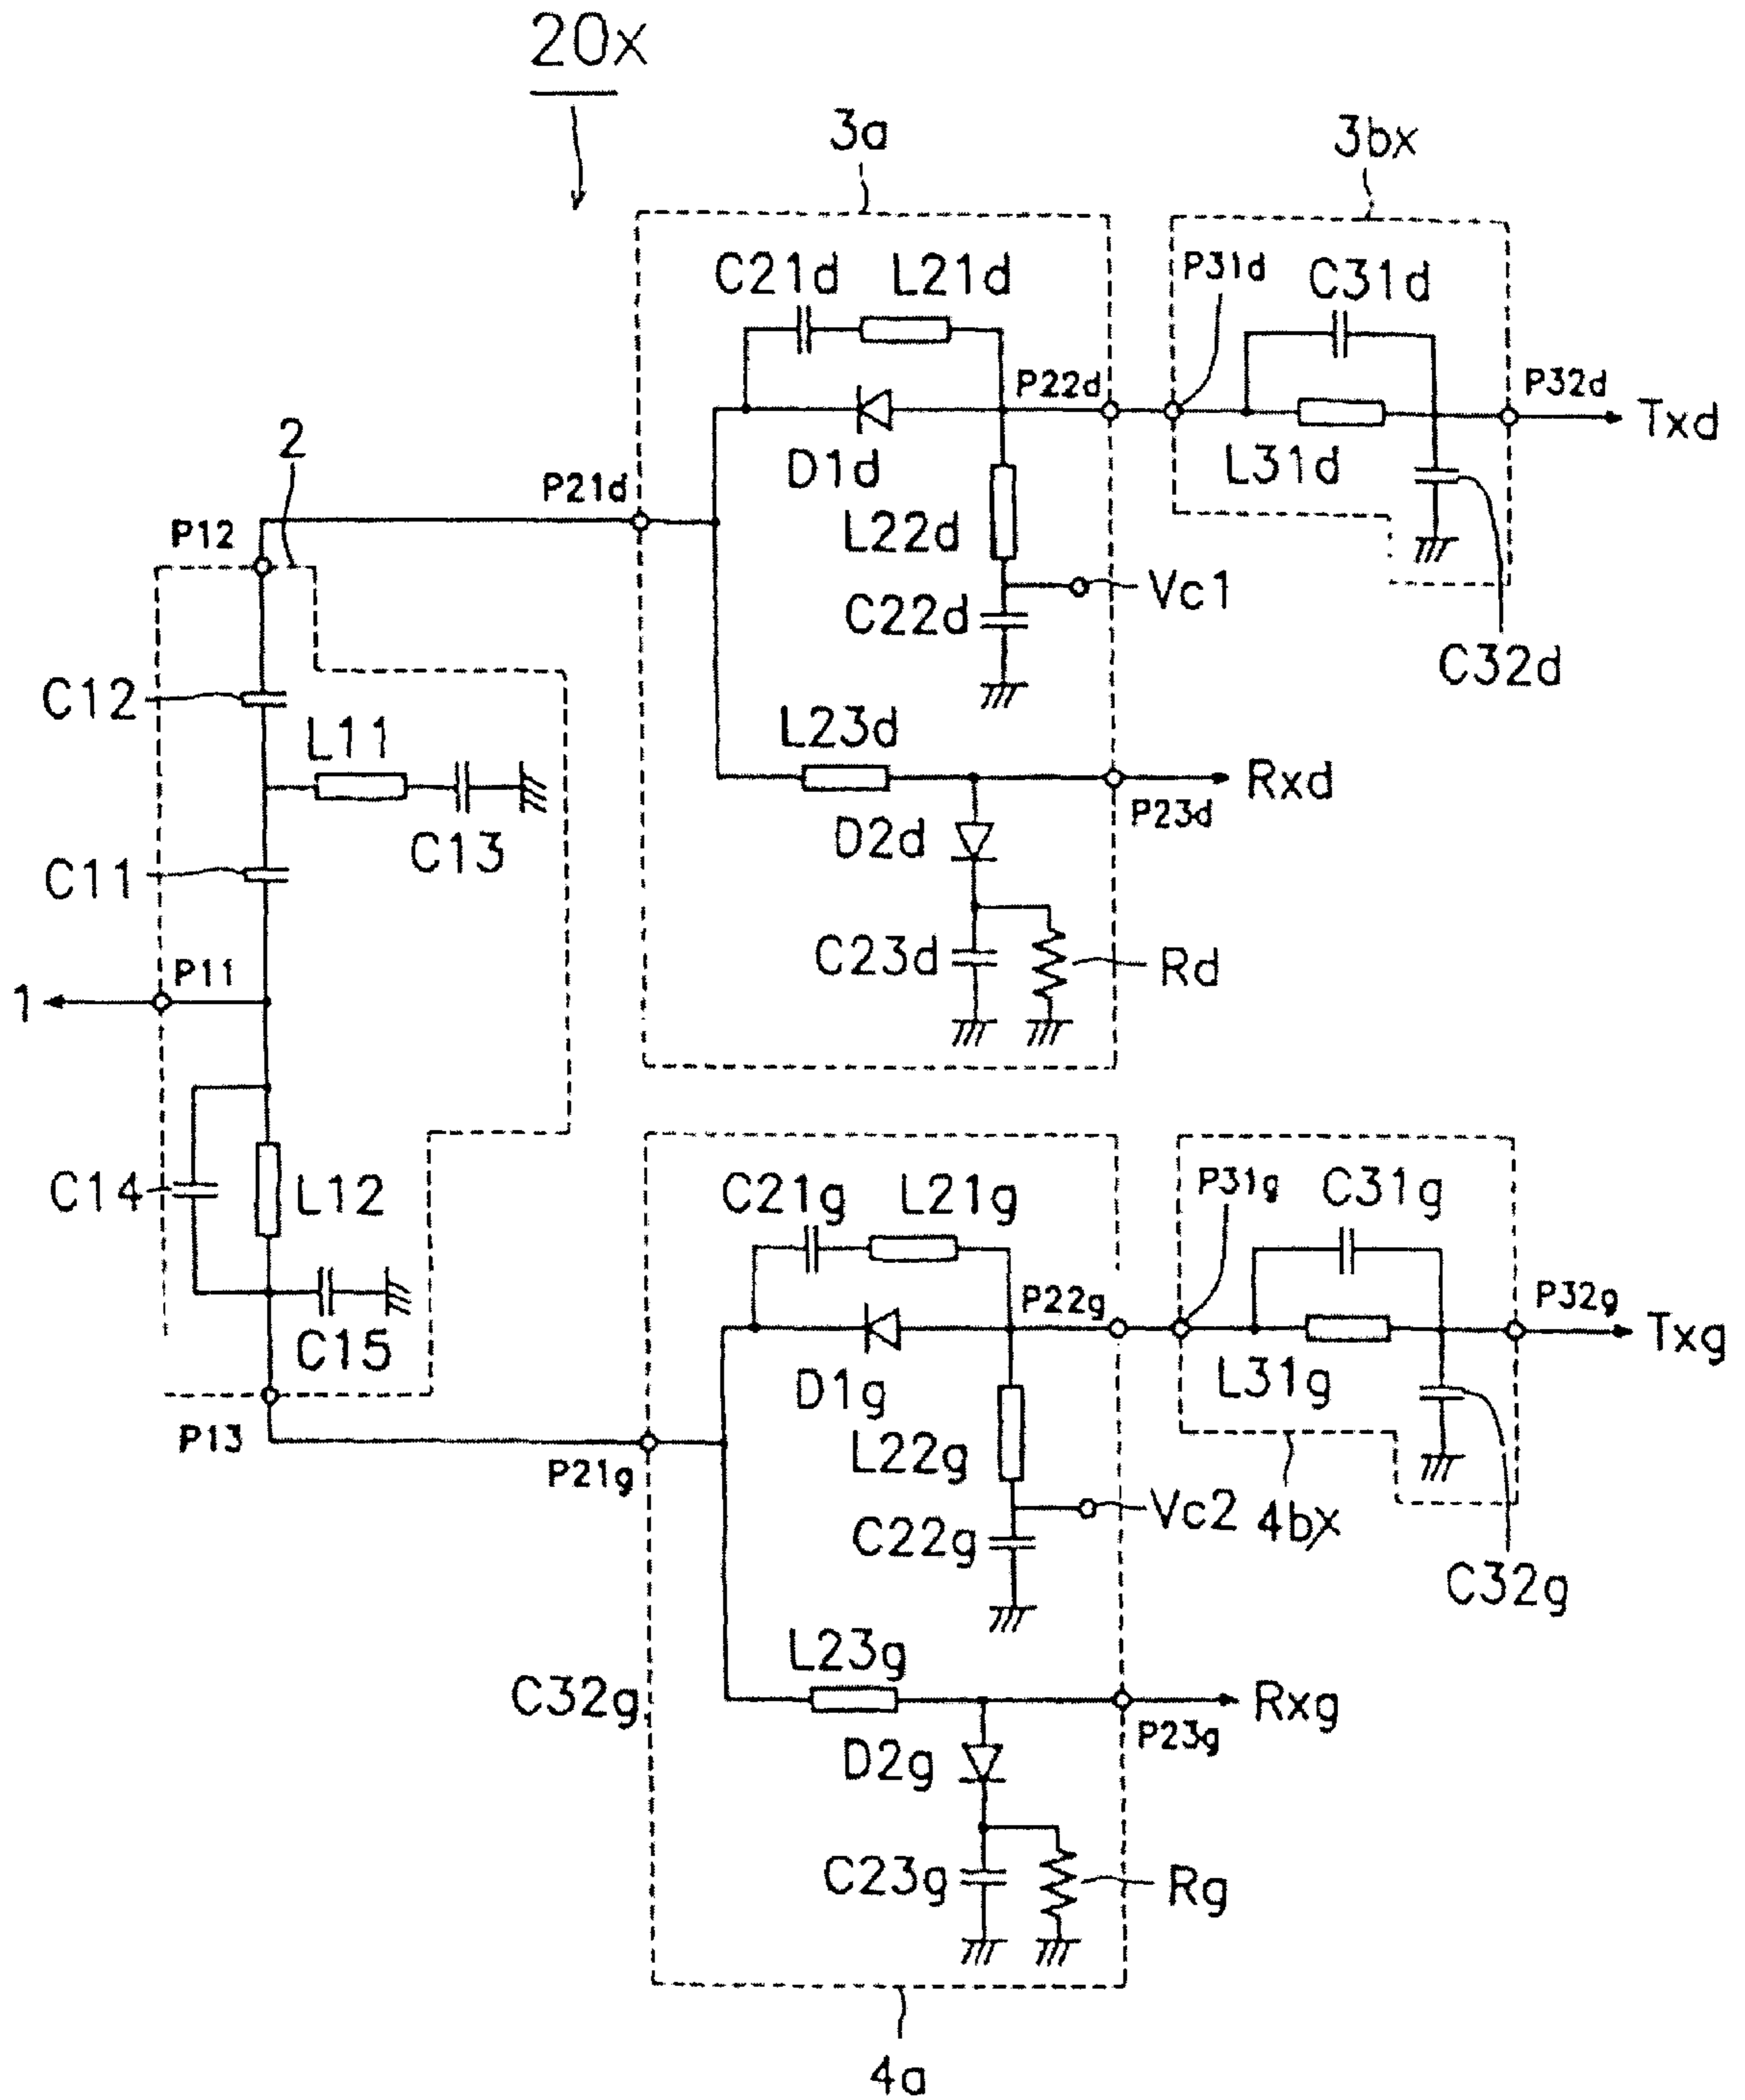 20x
3a
3bx
C21d
L21d
P31d
C31d
P22d
P32d
Txd
D1d
L31d
2
P21d
P12
L22d
Vc1
C22d
C32d
C12
L11
L23d
Rxd
P23d
C13
D2d
C11
C23d
Rd
P11
1
C14
L12
C21g
L21g
P31g
C31g
P22g
P32g
Txg
C15
D1g
L31g
P13
P21g
L22g
Vc2
4bx
C22g
C32g
L23g
C32g
Rxg
P23g
D2g
C23g
Rg
4a